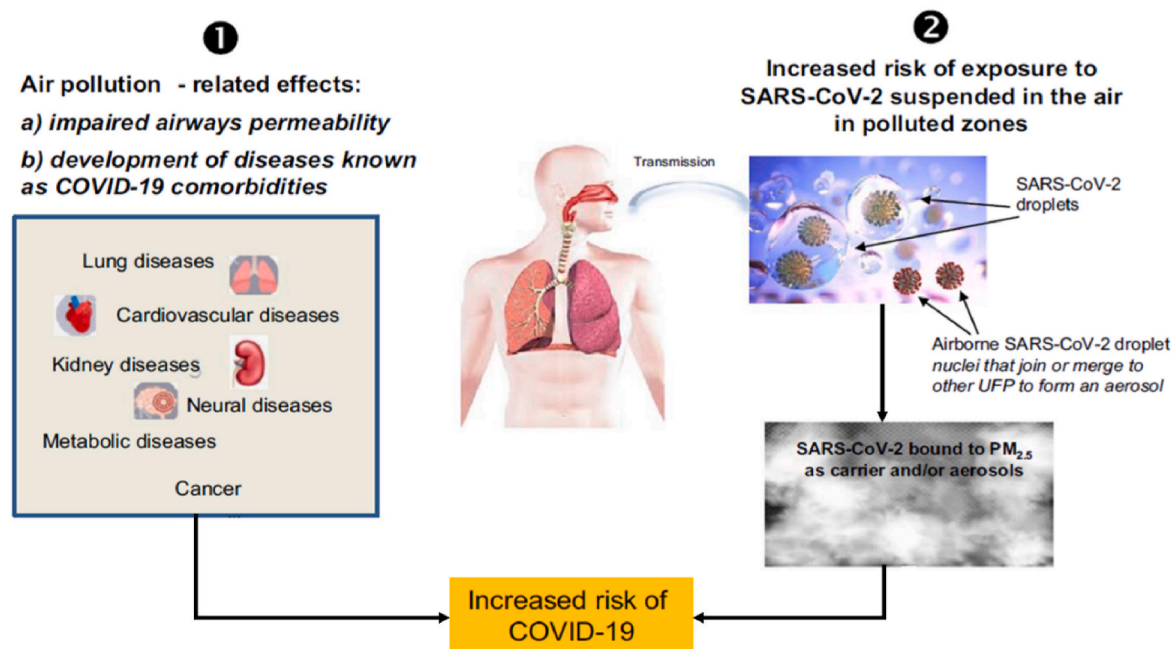 ❶
Air pollution - related effects:
a) impaired airways permeability
b) development of diseases known
as COVID-19 comorbidities
Lung diseases
Cardiovascular diseases
Kidney diseases
Neural diseases
Metabolic diseases
Cancer
...
Transmission
❷
Increased risk of exposure to
SARS-CoV-2 suspended in the air
in polluted zones
SARS-CoV-2
droplets
Airborne SARS-CoV-2 droplet
nuclei that join or merge to
other UFP to form an aerosol
SARS-CoV-2 bound to PM2.5
as carrier and/or aerosols
Increased risk of
COVID-19